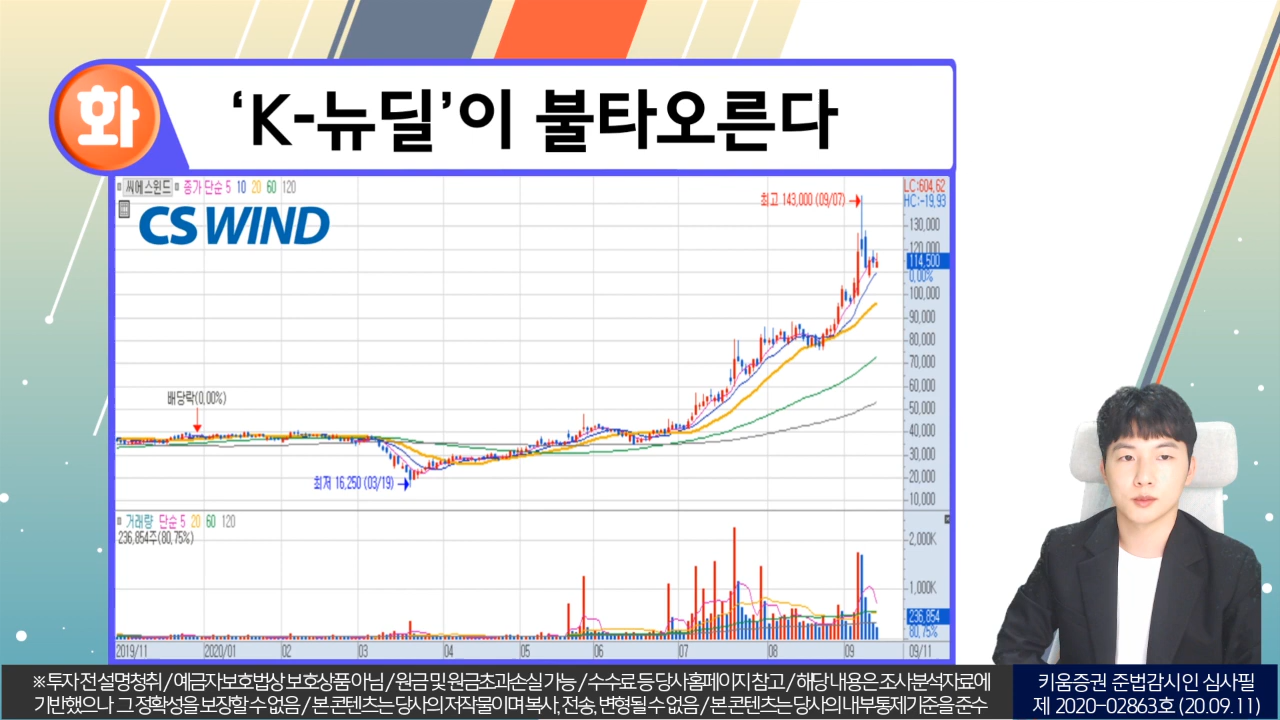 화
‘K-뉴딜’이 불타오른다
씨에스윈드 종가 단순 5 10 20 60 120
CS WIND
최고 143,000 (09/07)
LC:604.62
HC:-19.93
130,000
120,000
114,500
0.00%
100,000
90,000
80,000
70,000
60,000
50,000
40,000
30,000
20,000
10,000
배당락(0.00%)
최저 16,250 (03/19)
거래량 단순 5 20 60 120
236,854주(80.75%)
2,000K
1,000K
236,854
80.75%
2019/11 2020/01 02 03 04 05 06 07 08 09 09/11
※ 투자 전 설명청취 / 예금자보호법상 보호상품 아님 / 원금 및 원금초과손실 가능 / 수수료 등 당사홈페이지 참고 / 해당 내용은 조사분석자료에
기반했으나 그 정확성을 보장할 수 없음 / 본 콘텐츠는 당사의 저작물이며 복사, 전송, 변형될 수 없음 / 본 콘텐츠는 당사의 내부통제기준을 준수
키움증권 준법감시인 심사필
제 2020-02863호 (20.09.11)